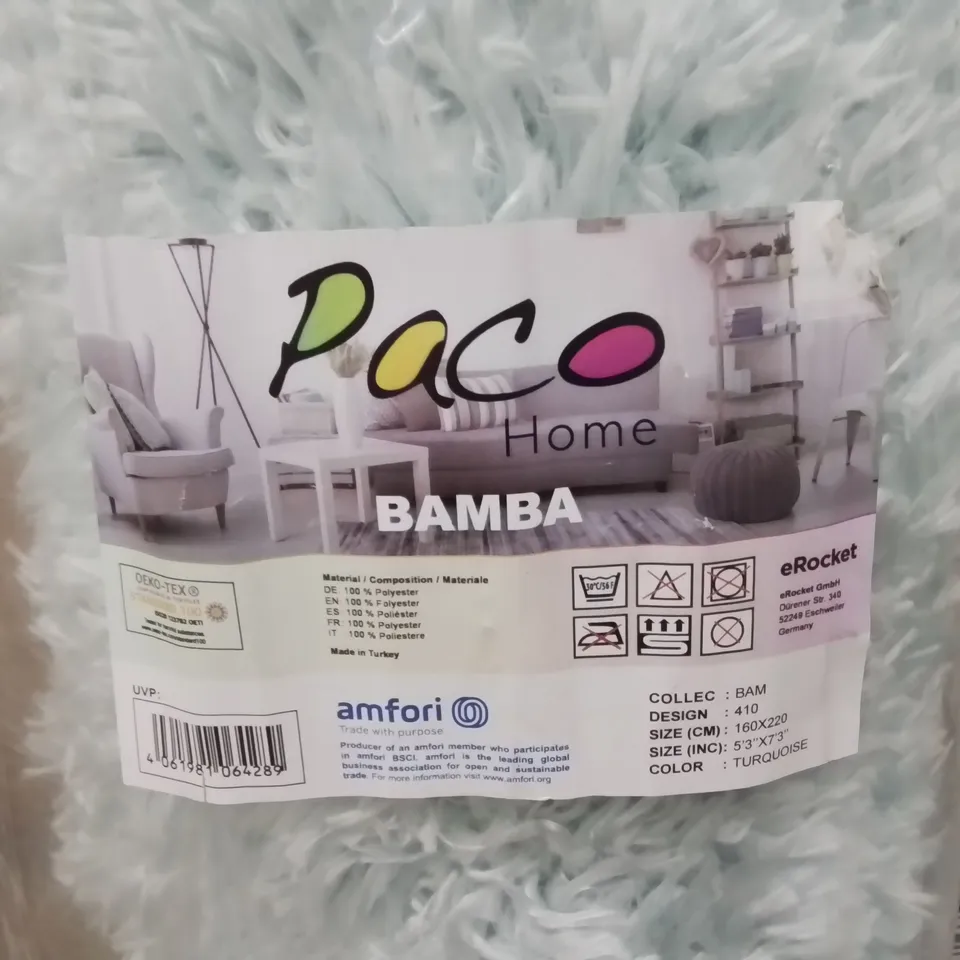 Paco
Home
BAMBA
OEKO-TEX®
STANDARD 100
Material / Composition / Materiale
DE: 100 % Polyester
EN: 100 % Polyester
ES: 100 % Poliéster
FR: 100 % Polyester
IT 100 % Poliestere
Made in Turkey
30°C/56 F
eRocket
eRocket GmbH
Dürener Str. 340
52249 Eschweiler
Germany
UVP:
4 061981 064289
amfori
Trade with purpose
Producer of an amfori member who participates
in amfori BSCI. amfori is the leading global
business association for open and sustainable
trade. For more information visit www.amfori.org
COLLEC : BAM
DESIGN : 410
SIZE (CM) : 160X220
SIZE (INC): 5'3"X7'3"
COLOR : TURQUOISE